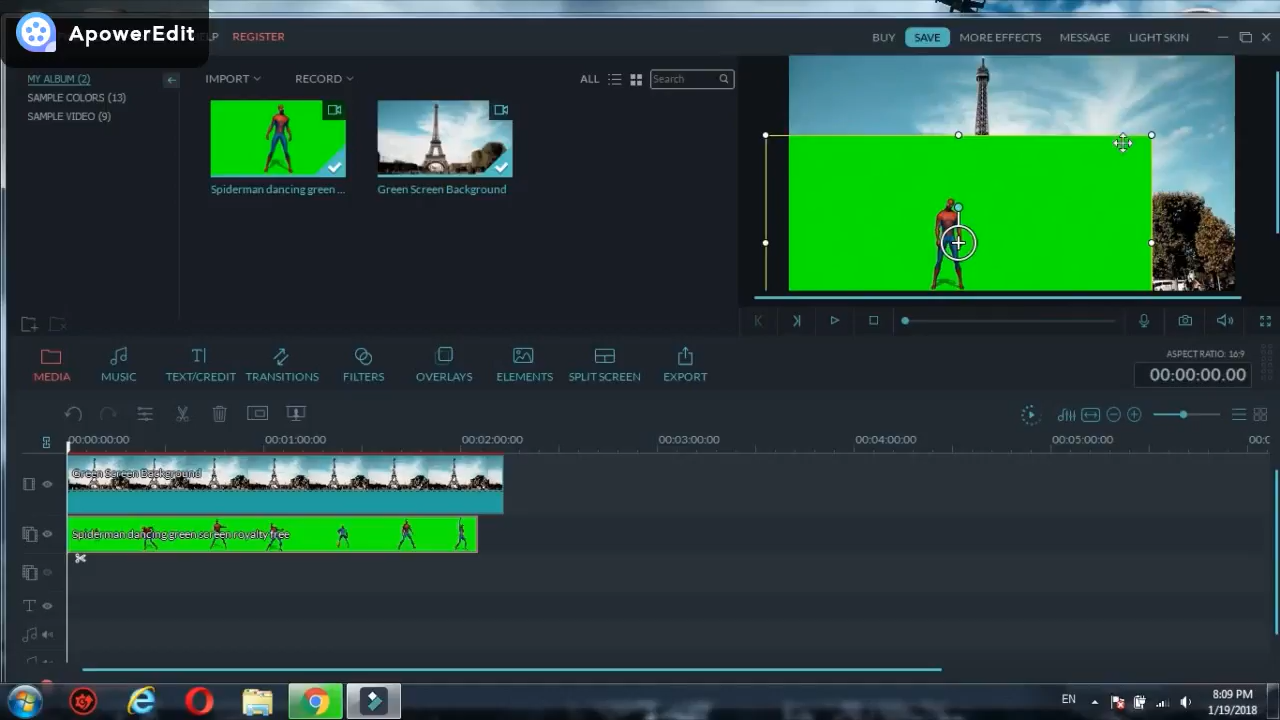 ApowerEdit
LP
REGISTER
BUY
SAVE
MORE EFFECTS
MESSAGE
LIGHT SKIN
MY ALBUM (2)
SAMPLE COLORS (13)
SAMPLE VIDEO (9)
IMPORT
RECORD
ALL
Search
Spiderman dancing green ...
Green Screen Background
MEDIA
MUSIC
TEXT/CREDIT
TRANSITIONS
FILTERS
OVERLAYS
ELEMENTS
SPLIT SCREEN
EXPORT
ASPECT RATIO: 16:9
00:00:00.00
00:00:00:00
00:01:00:00
00:02:00:00
00:03:00:00
00:04:00:00
00:05:00:00
00:0
Green Screen Background
Spiderman dancing green screen royalty free
EN
8:09 PM
1/19/2018